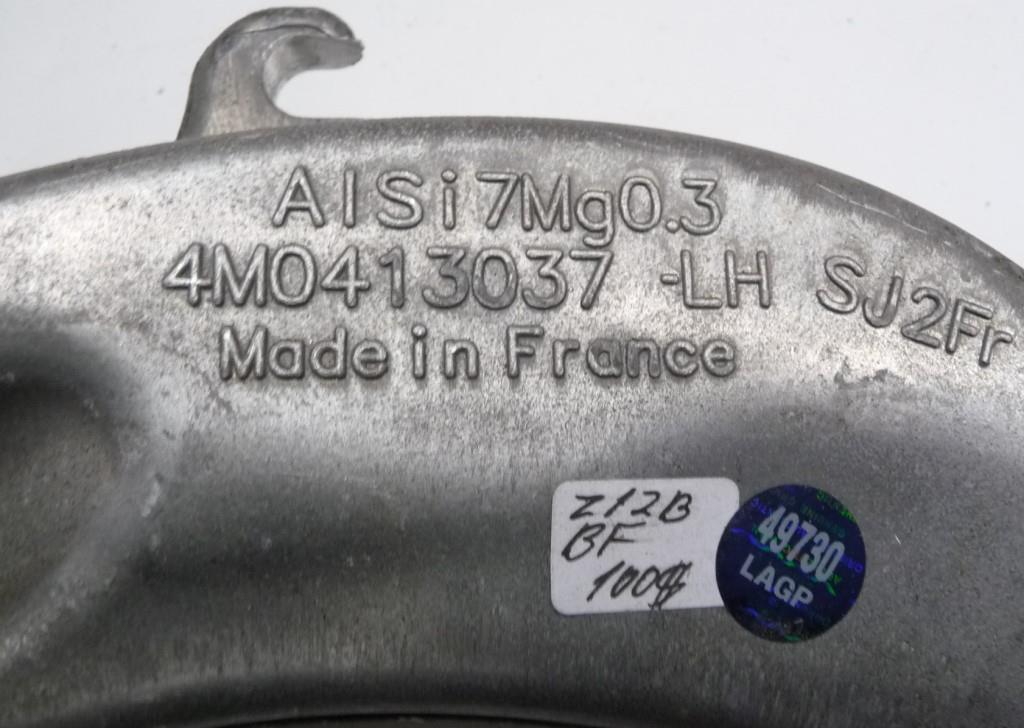 AlSi7Mg0.3
4M0413037 -LH SJ2Fr
Made in France
Z12B
BF
100$
49730
LAGP